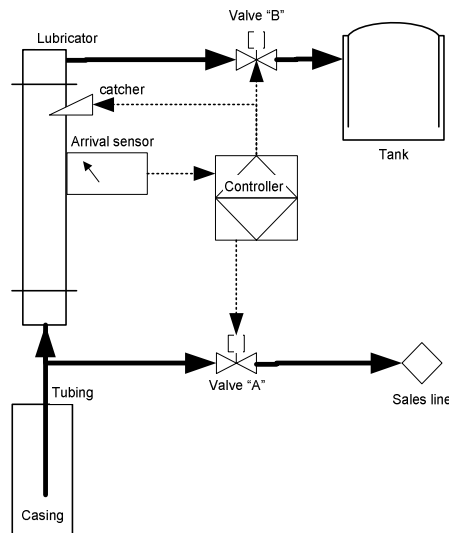 Valve “B”
Lubricator
catcher
Arrival sensor
Tank
Controller
Valve “A”
Tubing
Sales line
Casing